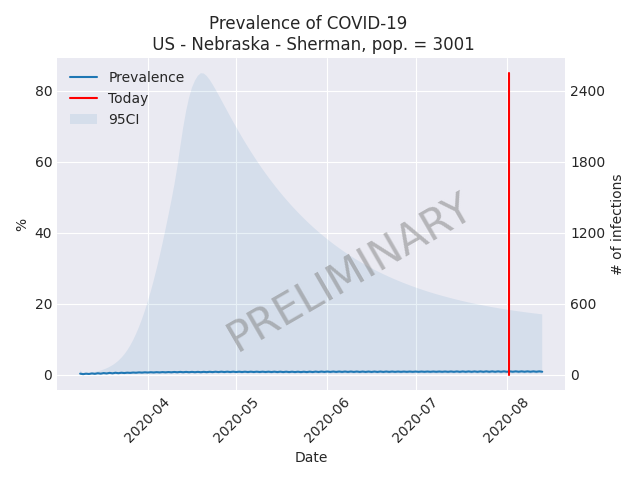 Prevalence of COVID-19
US - Nebraska - Sherman, pop. = 3001
Prevalence
Today
95CI
80
60
40
20
0
%
2400
1800
1200
600
0
# of infections
PRELIMINARY
2020-04
2020-05
2020-06
2020-07
2020-08
Date